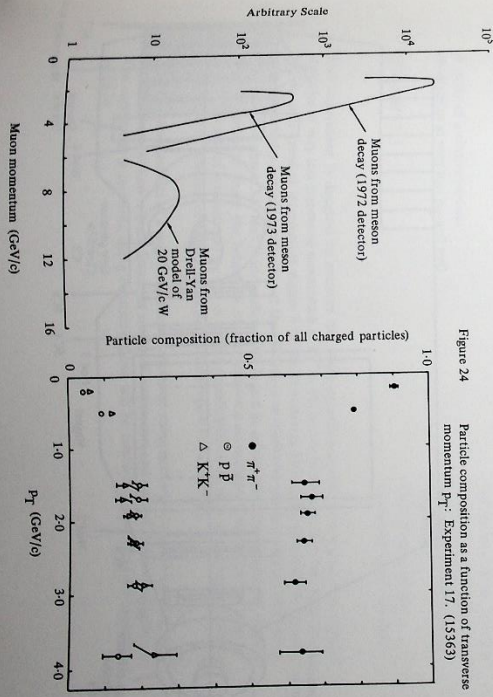 Arbitrary Scale
10⁵
10⁴
10³
10²
10
1
0
4
8
12
16
Muon momentum (GeV/c)
Muons from meson
decay (1972 detector)
Muons from meson
decay (1973 detector)
Muons from
Drell-Yan
model of
20 GeV/c W
Figure 24
Particle composition as a function of transverse
momentum pT: Experiment 17. (15363)
Particle composition (fraction of all charged particles)
1·0
0·5
0
0
1·0
2·0
3·0
4·0
PT (GeV/c)
● π⁺π⁻
⊙ p p̄
△ K⁺K⁻